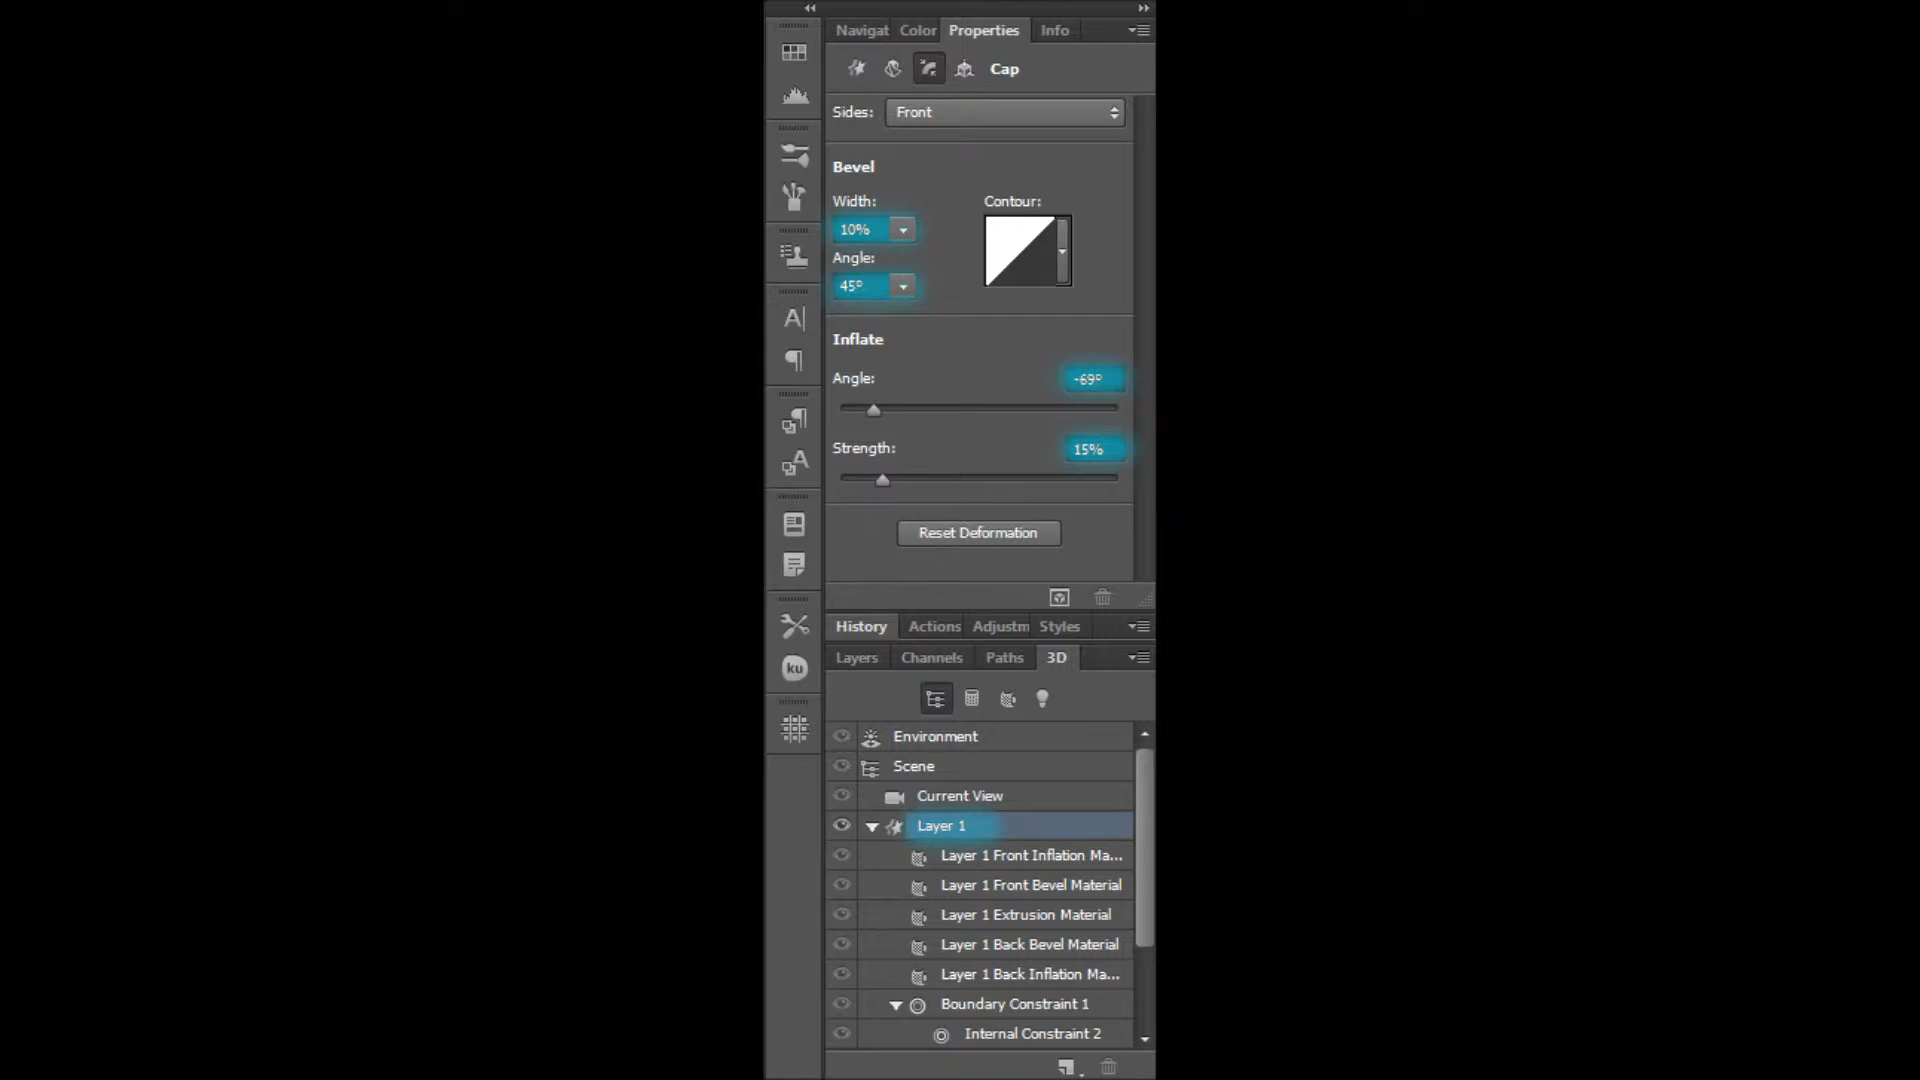 Navigat Color Properties Info
Cap
Sides: Front
Bevel
Width: Contour:
10%
Angle:
45º
Inflate
Angle: -69º
Strength: 15%
Reset Deformation
History Actions Adjustm Styles
Layers Channels Paths 3D
Environment
Scene
Current View
Layer 1
Layer 1 Front Inflation Ma...
Layer 1 Front Bevel Material
Layer 1 Extrusion Material
Layer 1 Back Bevel Material
Layer 1 Back Inflation Ma...
Boundary Constraint 1
Internal Constraint 2
A
A
ku